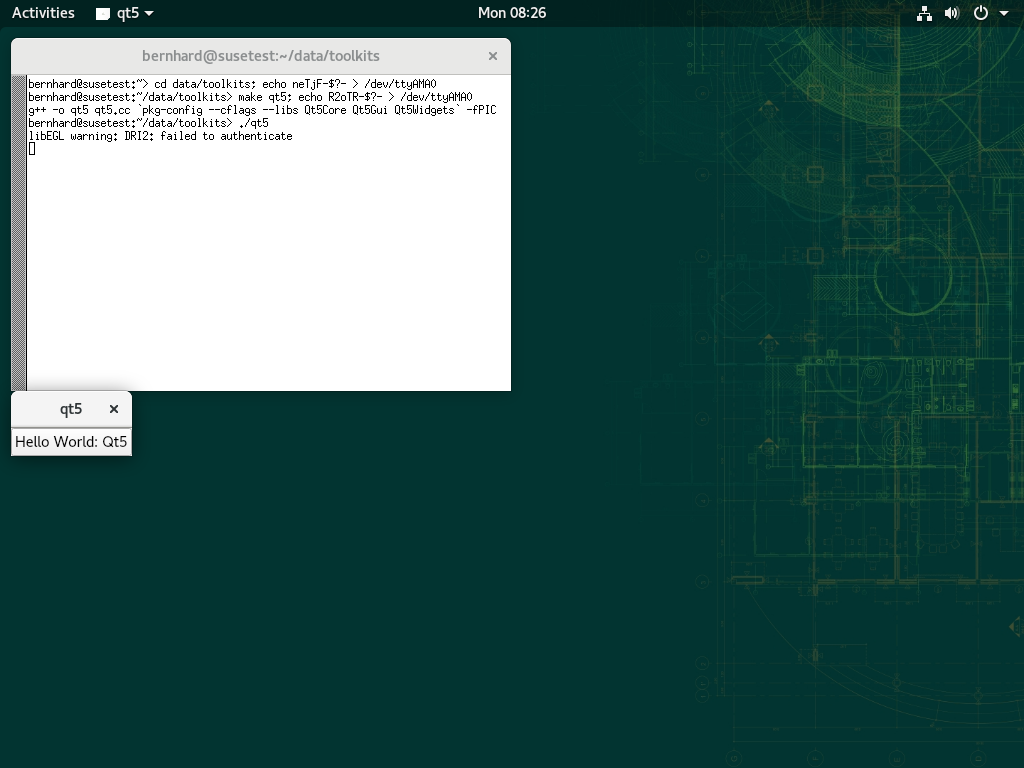 Activities qt5 Mon 08:26
bernhard@susetest:~/data/toolkits
bernhard@susetest:~> cd data/toolkits; echo neTjF-$?- > /dev/ttyAMA0
bernhard@susetest:~/data/toolkits> make qt5; echo R2oTR-$?- > /dev/ttyAMA0
g++ -o qt5 qt5.cc `pkg-config --cflags --libs Qt5Core Qt5Gui Qt5Widgets` -fPIC
bernhard@susetest:~/data/toolkits> ./qt5
libEGL warning: DRI2: failed to authenticate
qt5
Hello World: Qt5